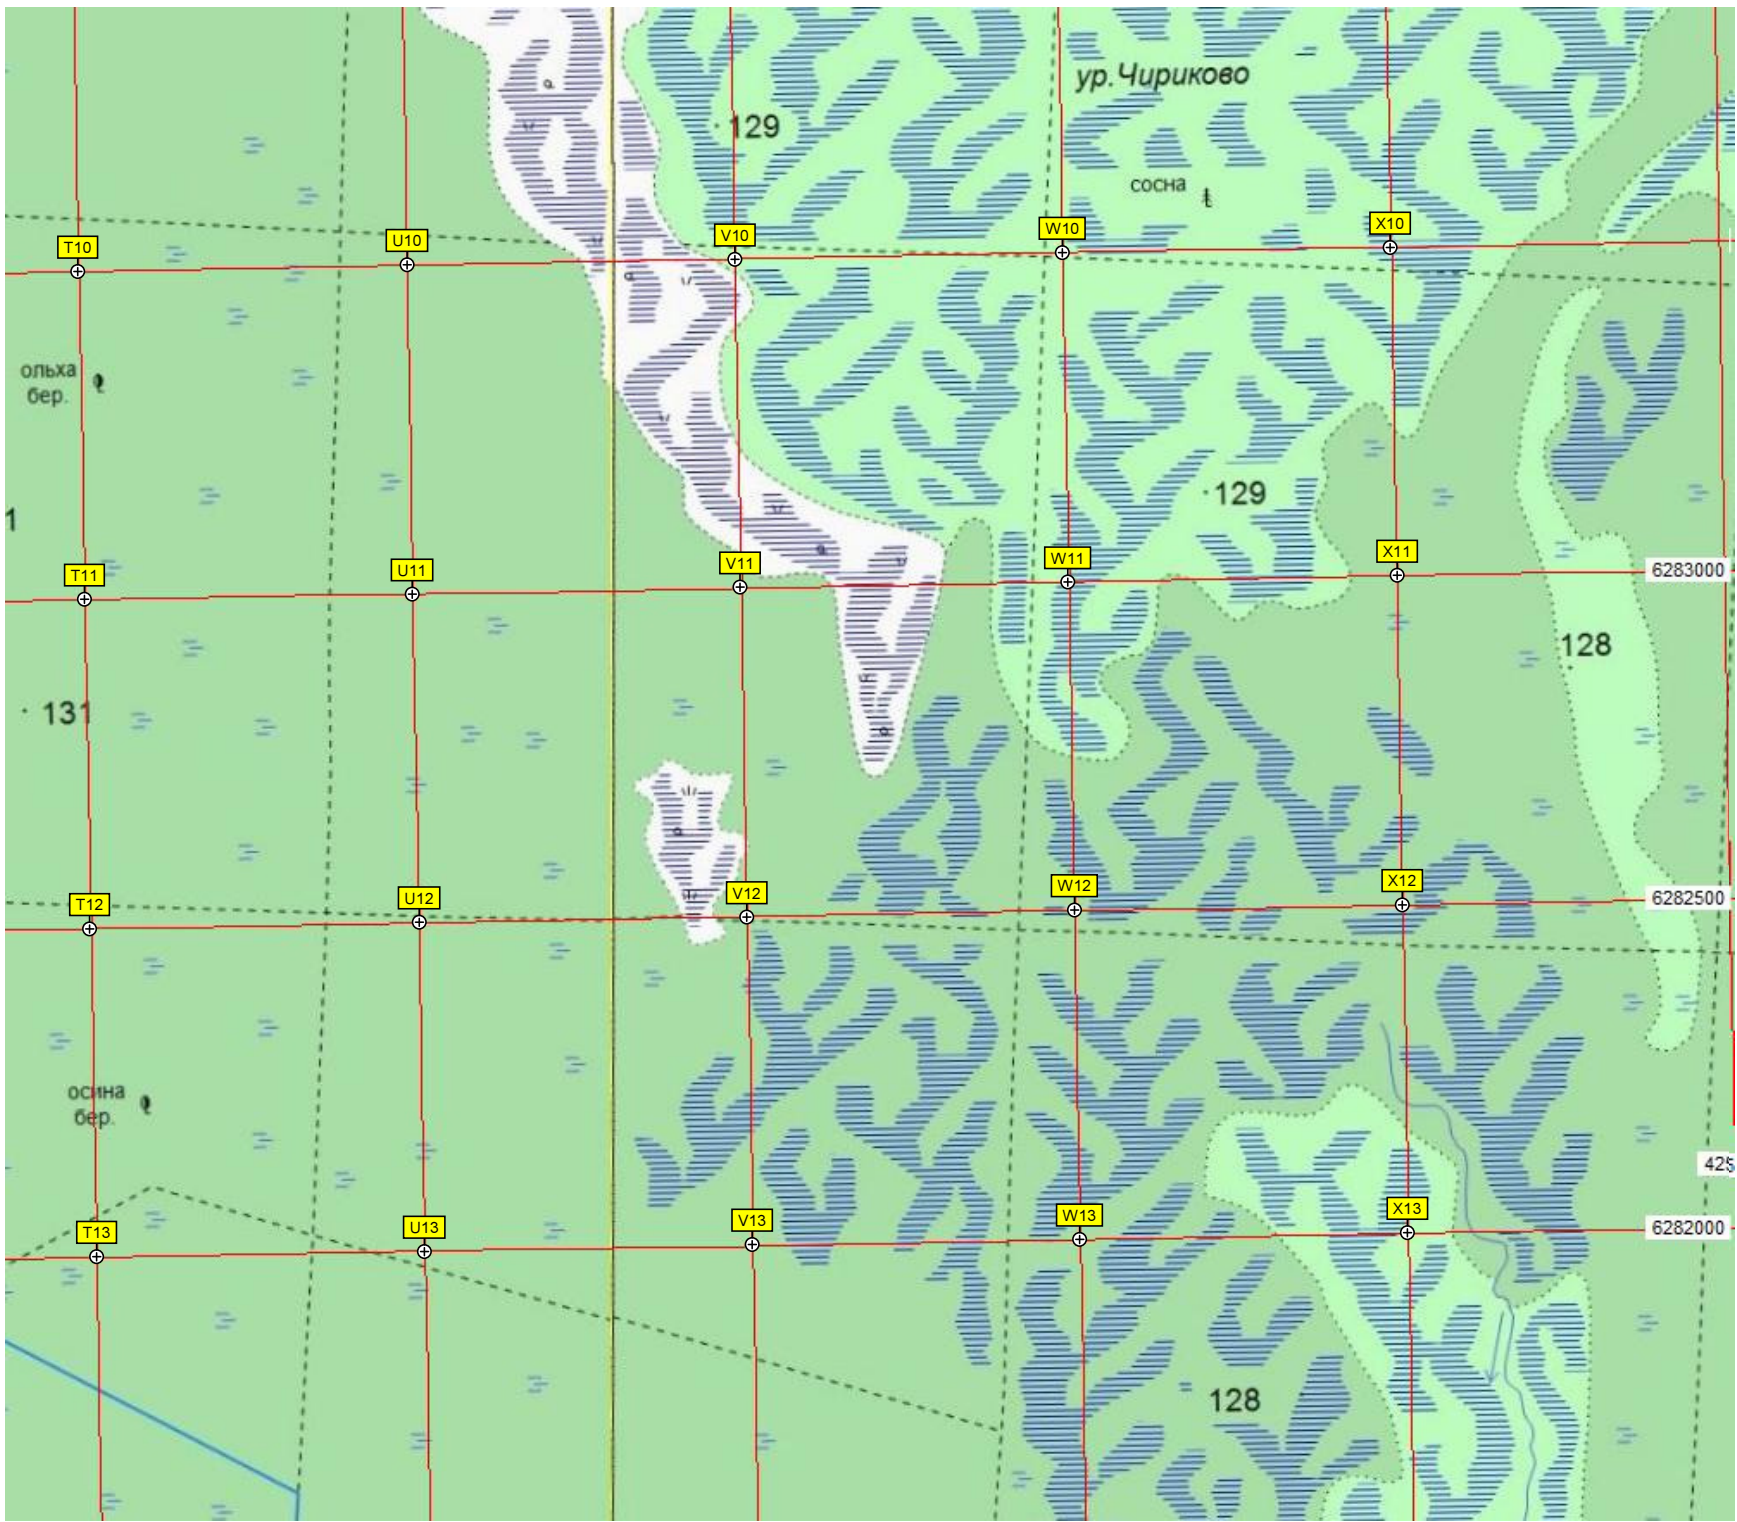 ур.Чириково
129
сосна
T10 U10 V10 W10 X10
ольха
бер.
129
1
T11 U11 V11 W11 X11 6283000
128
131
T12 U12 V12 W12 X12 6282500
осина
бер.
425
T13 U13 V13 W13 X13 6282000
128